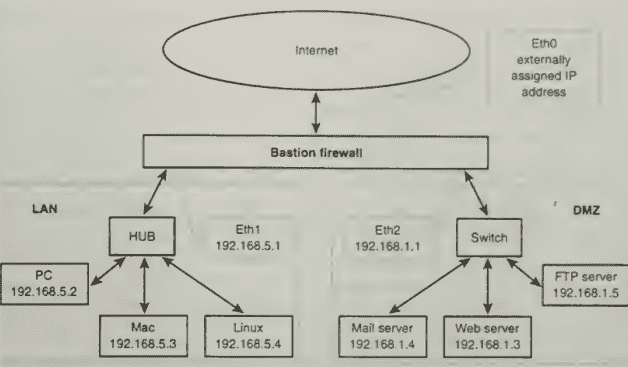 Internet
Eth0
externally
assigned IP
address
Bastion firewall
LAN
HUB
Eth1
192.168.5.1
Eth2
192.168.1.1
Switch
DMZ
PC
192.168.5.2
FTP server
192.168.1.5
Mac
192.168.5.3
Linux
192.168.5.4
Mail server
192.168.1.4
Web server
192.168.1.3